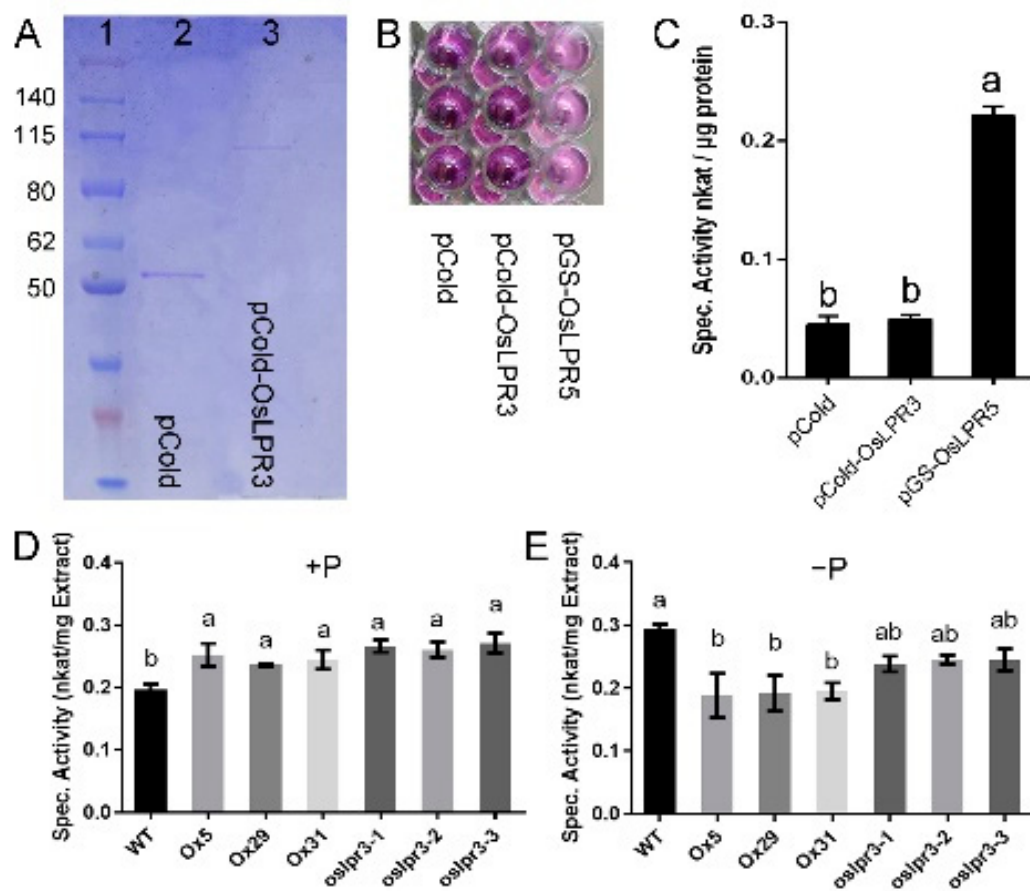 A
1 2 3
140
115
80
62
50
pCold
pCold-OsLPR3
B
pCold
pCold-OsLPR3
pGS-OsLPR5
C
Spec. Activity nkat / µg protein
0.3
0.2
0.1
0.0
b
b
a
pCold
pCold-OsLPR3
pGS-OsLPR5
D
Spec. Activity (nkat/mg Extract)
+P
0.4
0.3
0.2
0.1
0.0
b
a
a
a
a
a
a
WT
Ox5
Ox29
Ox31
oslpr3-1
oslpr3-2
oslpr3-3
E
Spec. Activity (nkat/mg Extract)
−P
0.4
0.3
0.2
0.1
0.0
a
b
b
b
ab
ab
ab
WT
Ox5
Ox29
Ox31
oslpr3-1
oslpr3-2
oslpr3-3